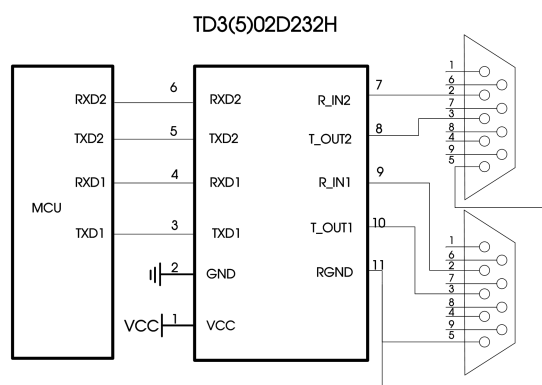 TD3(5)02D232H
MCU
RXD2
TXD2
RXD1
TXD1
6
5
4
3
2
1
VCC
RXD2
TXD2
RXD1
TXD1
GND
VCC
R_IN2
T_OUT2
R_IN1
T_OUT1
RGND
7
8
9
10
11
1
6
2
7
3
8
4
9
5
1
6
2
7
3
8
4
9
5